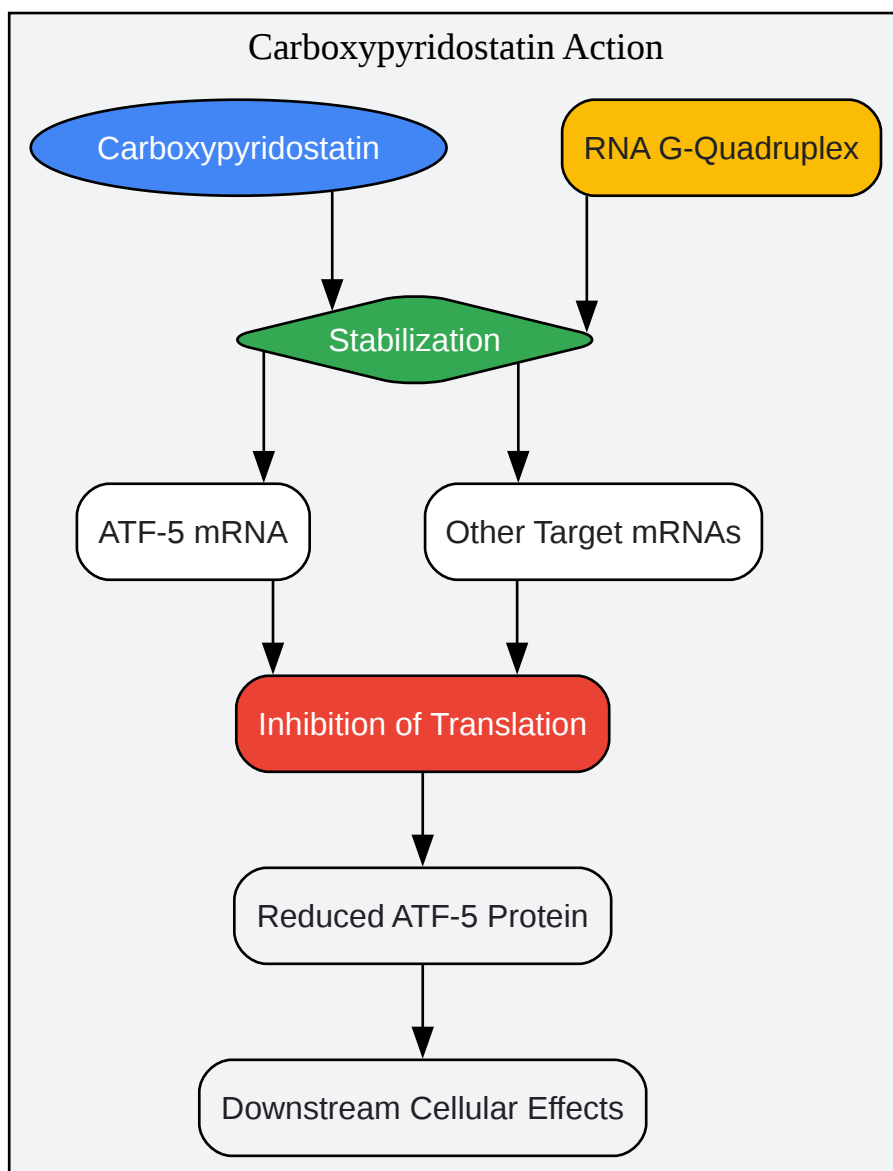 Carboxypyridostatin Action
Carboxypyridostatin
RNA G-Quadruplex
Stabilization
ATF-5 mRNA
Other Target mRNAs
Inhibition of Translation
Reduced ATF-5 Protein
Downstream Cellular Effects